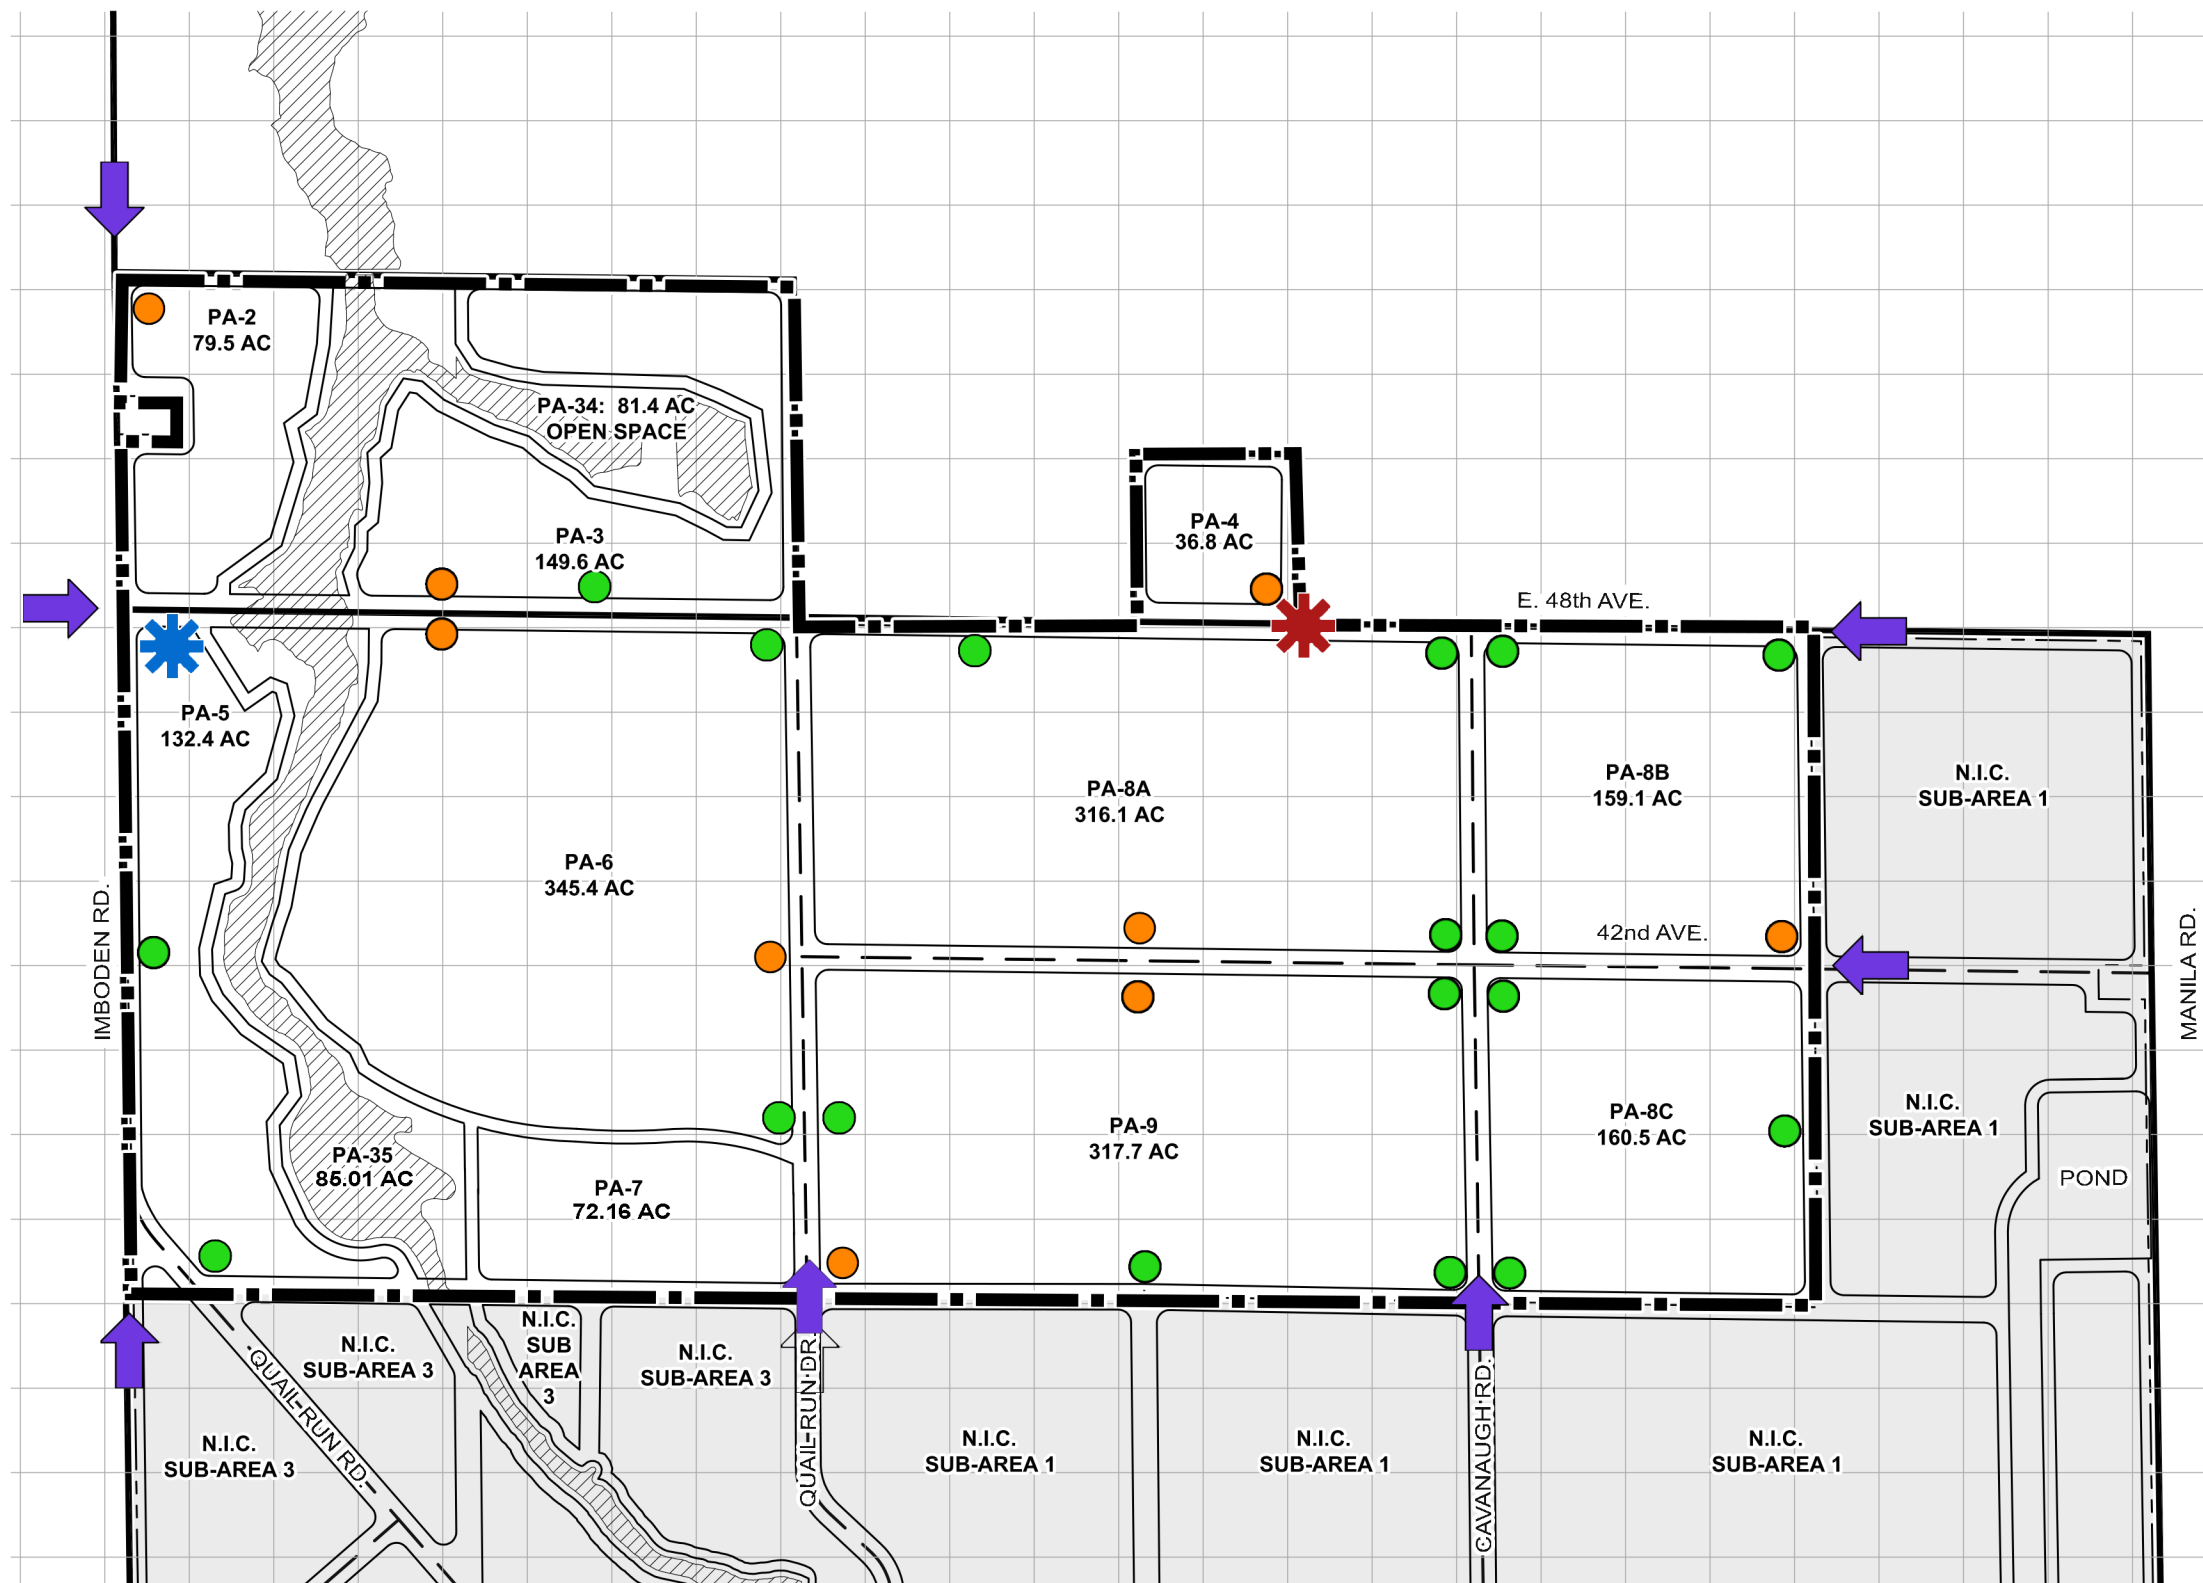 PA-2
79.5 AC
PA-34:  81.4 AC
OPEN SPACE
PA-3
149.6 AC
PA-4
36.8 AC
E. 48th AVE.
PA-5
132.4 AC
PA-8A
316.1 AC
PA-8B
159.1 AC
N.I.C.
SUB-AREA 1
PA-6
345.4 AC
42nd AVE.
IMBODEN RD.
MANILA RD.
PA-9
317.7 AC
PA-8C
160.5 AC
N.I.C.
SUB-AREA 1
PA-35
85.01 AC
PA-7
72.16 AC
POND
N.I.C.
SUB-AREA 3
N.I.C.
SUB
AREA
3
N.I.C.
SUB-AREA 3
QUAIL RUN RD.
QUAIL RUN DR.
CAVANAUGH RD.
N.I.C.
SUB-AREA 3
N.I.C.
SUB-AREA 1
N.I.C.
SUB-AREA 1
N.I.C.
SUB-AREA 1